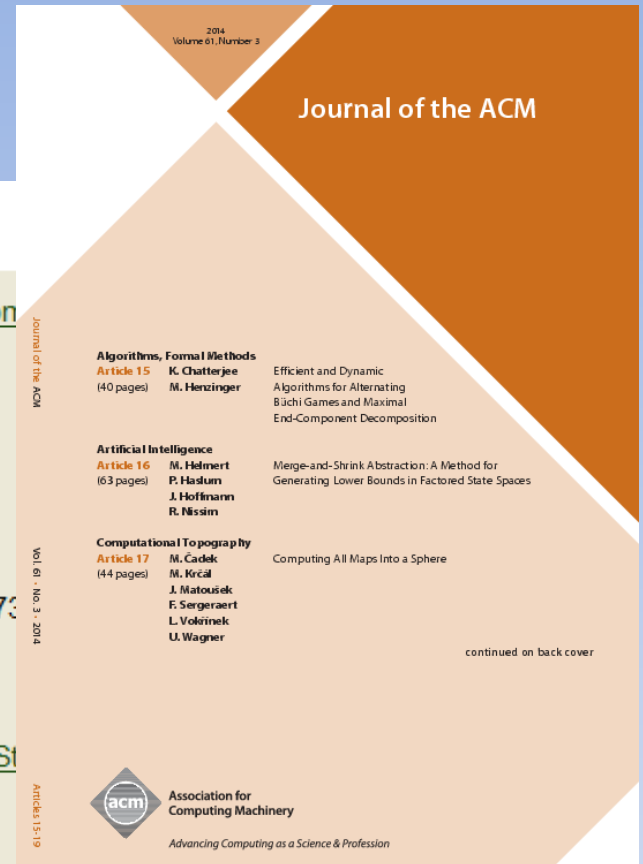 2014
Volume 61, Number 3
Journal of the ACM
Algorithms, Formal Methods
Article 15 K. Chatterjee Efficient and Dynamic
(40 pages) M. Henzinger Algorithms for Alternating
Büchi Games and Maximal
End-Component Decomposition
Artificial Intelligence
Article 16 M. Helmert Merge-and-Shrink Abstraction: A Method for
(63 pages) P. Haslum Generating Lower Bounds in Factored State Spaces
J. Hoffmann
R. Nissim
Computational Topography
Article 17 M. Čadek Computing All Maps Into a Sphere
(44 pages) M. Krčál
J. Matoušek
F. Sergeraert
L. Vokřínek
U. Wagner
continued on back cover
Journal of the ACM
Vol. 61 · No. 3 · 2014
Articles 15-19
acm
Association for
Computing Machinery
Advancing Computing as a Science & Profession